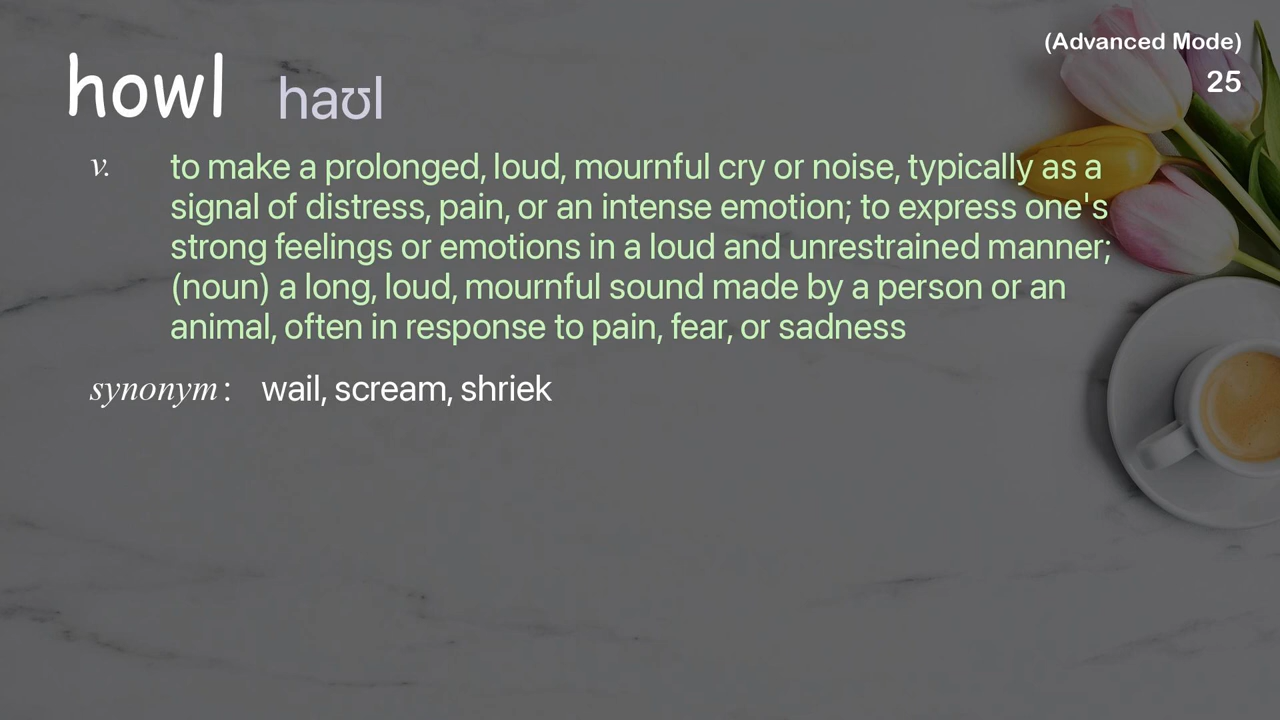 (Advanced Mode)
howl haʊl
25
v. to make a prolonged, loud, mournful cry or noise, typically as a
signal of distress, pain, or an intense emotion; to express one's
strong feelings or emotions in a loud and unrestrained manner;
(noun) a long, loud, mournful sound made by a person or an
animal, often in response to pain, fear, or sadness
synonym : wail, scream, shriek